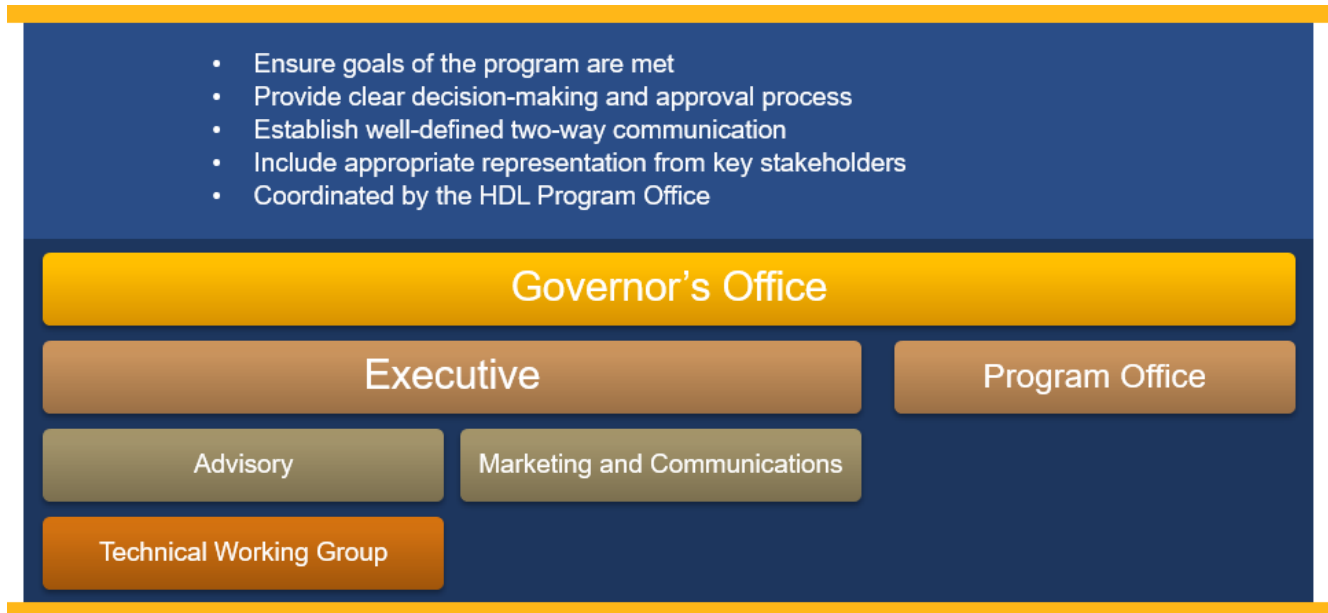 • Ensure goals of the program are met
• Provide clear decision-making and approval process
• Establish well-defined two-way communication
• Include appropriate representation from key stakeholders
• Coordinated by the HDL Program Office
Governor’s Office
Executive
Program Office
Advisory
Marketing and Communications
Technical Working Group